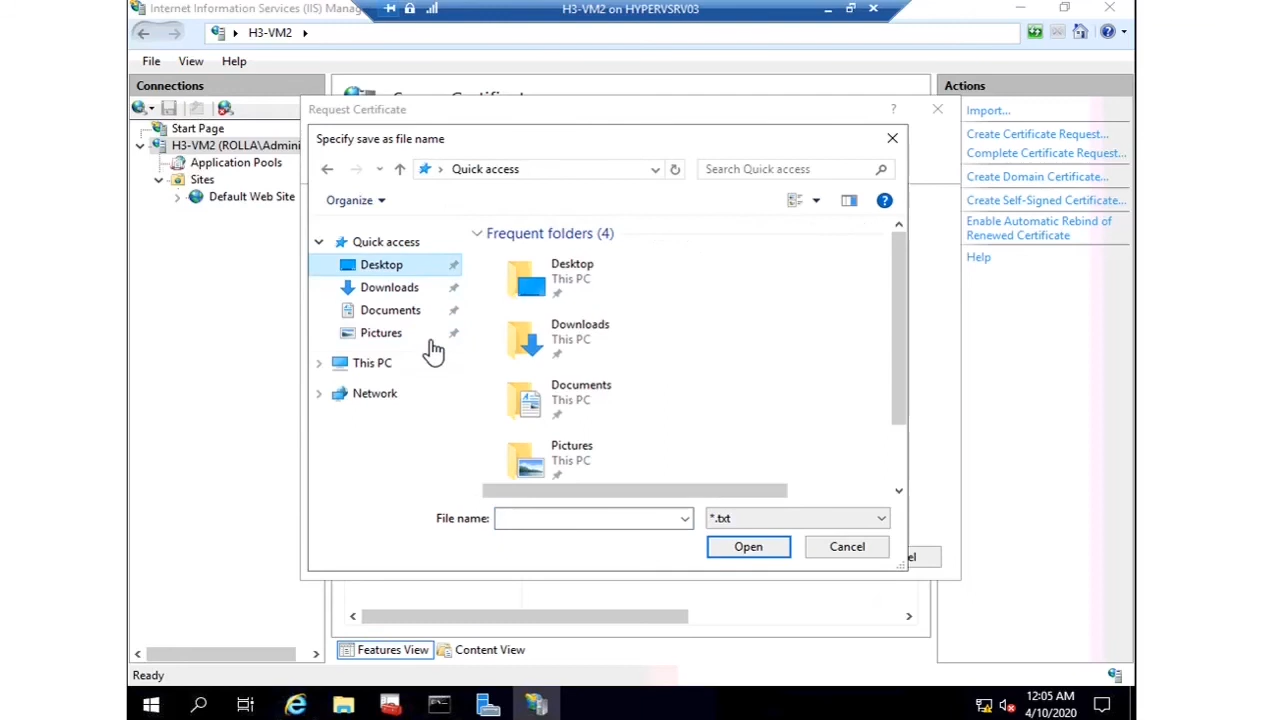 Internet Information Services (IIS) Manag
H3-VM2 on HYPERVSRV03
H3-VM2
File View Help
Connections
Actions
Start Page
H3-VM2 (ROLLA\Admini
Application Pools
Sites
Default Web Site
Request Certificate
Specify save as file name
Quick access
Search Quick access
Organize
Quick access
Desktop
Downloads
Documents
Pictures
This PC
Network
Frequent folders (4)
Desktop
This PC
Downloads
This PC
Documents
This PC
Pictures
This PC
File name:
*.txt
Open
Cancel
Import...
Create Certificate Request...
Complete Certificate Request...
Create Domain Certificate...
Create Self-Signed Certificate...
Enable Automatic Rebind of
Renewed Certificate
Help
Features View
Content View
Ready
12:05 AM
4/10/2020